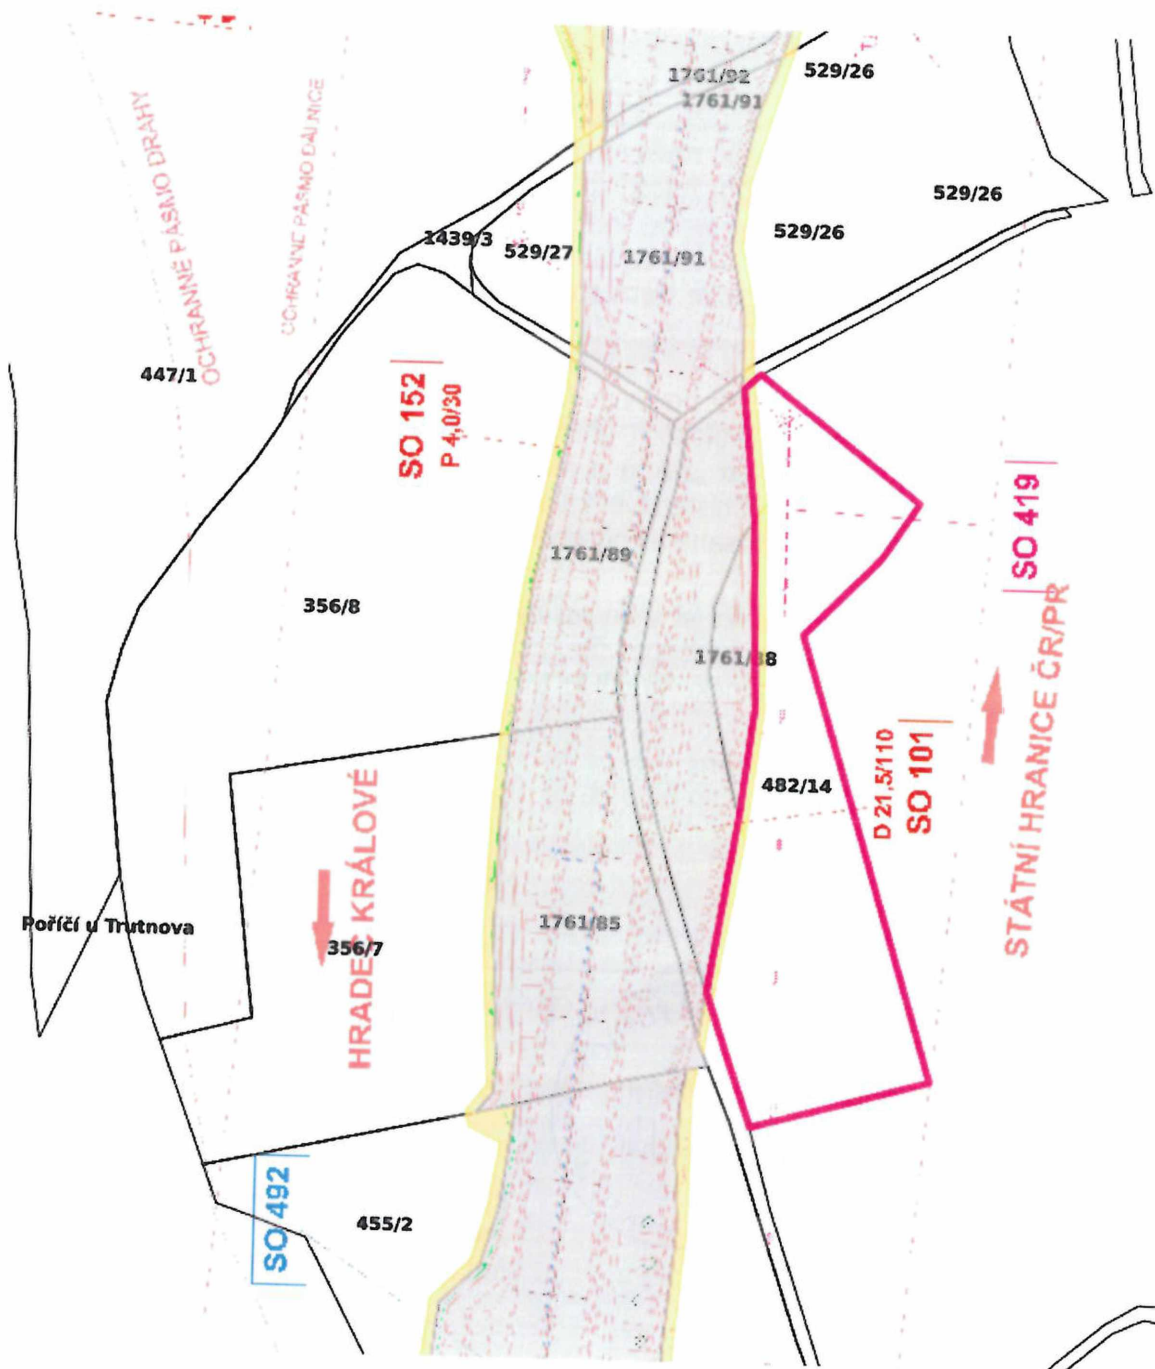 1761/92
529/26
1761/91
OCHRANNÉ PÁSMO DRÁHY
OCHRANNÉ PÁSMO DÁLNICE
529/26
1439/3
529/27
1761/91
529/26
447/1
SO 152
P 4,0/30
SO 419
1761/89
356/8
1761/88
482/14
D 21,5/110
SO 101
STÁTNÍ HRANICE ČR/PR
HRADEC KRÁLOVÉ
Poříčí u Trutnova
356/7
1761/85
SO 492
455/2